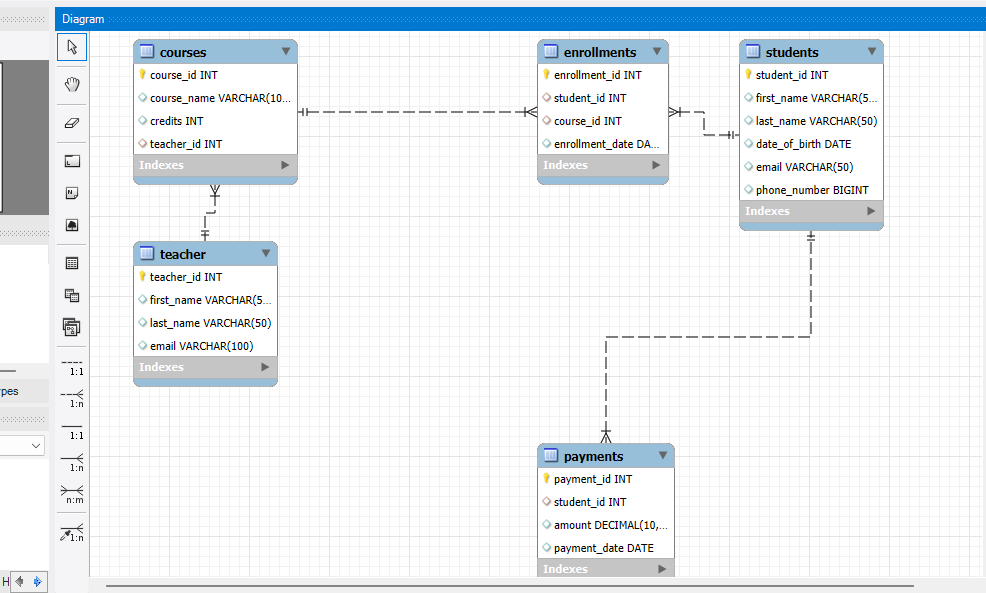 Diagram
courses
course_id INT
course_name VARCHAR(10...
credits INT
teacher_id INT
Indexes
enrollments
enrollment_id INT
student_id INT
course_id INT
enrollment_date DA...
Indexes
students
student_id INT
first_name VARCHAR(5...
last_name VARCHAR(50)
date_of_birth DATE
email VARCHAR(50)
phone_number BIGINT
Indexes
teacher
teacher_id INT
first_name VARCHAR(5...
last_name VARCHAR(50)
email VARCHAR(100)
Indexes
payments
payment_id INT
student_id INT
amount DECIMAL(10,...
payment_date DATE
Indexes
1:1
1:n
1:1
1:n
n:m
1:n
ypes
H